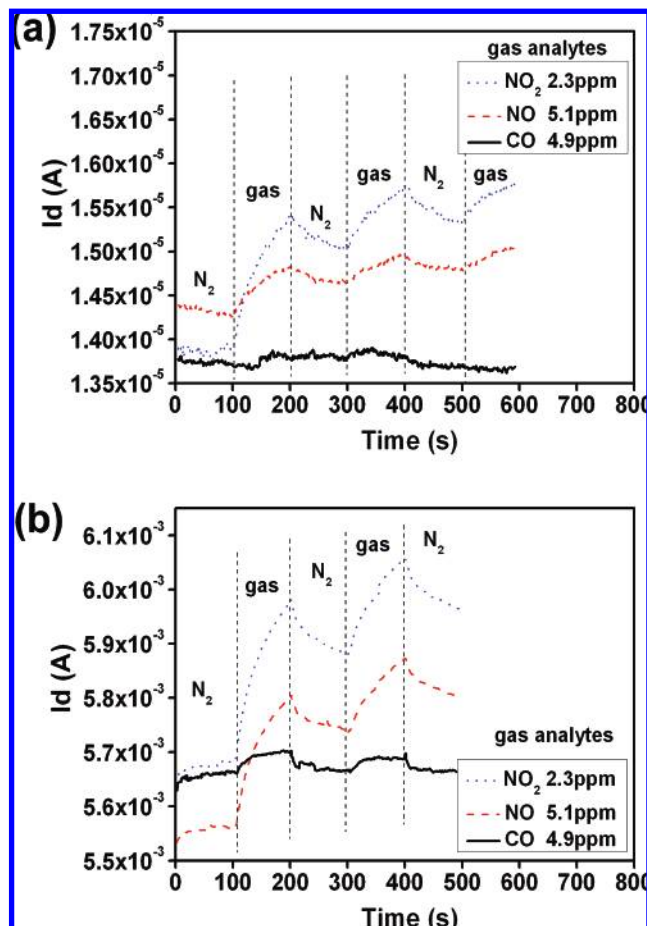 (a)
1.75x10⁻⁵
1.70x10⁻⁵
1.65x10⁻⁵
1.60x10⁻⁵
1.55x10⁻⁵
1.50x10⁻⁵
1.45x10⁻⁵
1.40x10⁻⁵
1.35x10⁻⁵
Id (A)
gas analytes
NO₂ 2.3ppm
NO 5.1ppm
CO 4.9ppm
N₂
gas
N₂
gas
N₂
gas
0 100 200 300 400 500 600 700 800
Time (s)
(b)
6.1x10⁻³
6.0x10⁻³
5.9x10⁻³
5.8x10⁻³
5.7x10⁻³
5.6x10⁻³
5.5x10⁻³
Id (A)
N₂
gas
N₂
gas
N₂
gas analytes
NO₂ 2.3ppm
NO 5.1ppm
CO 4.9ppm
0 100 200 300 400 500 600 700 800
Time (s)